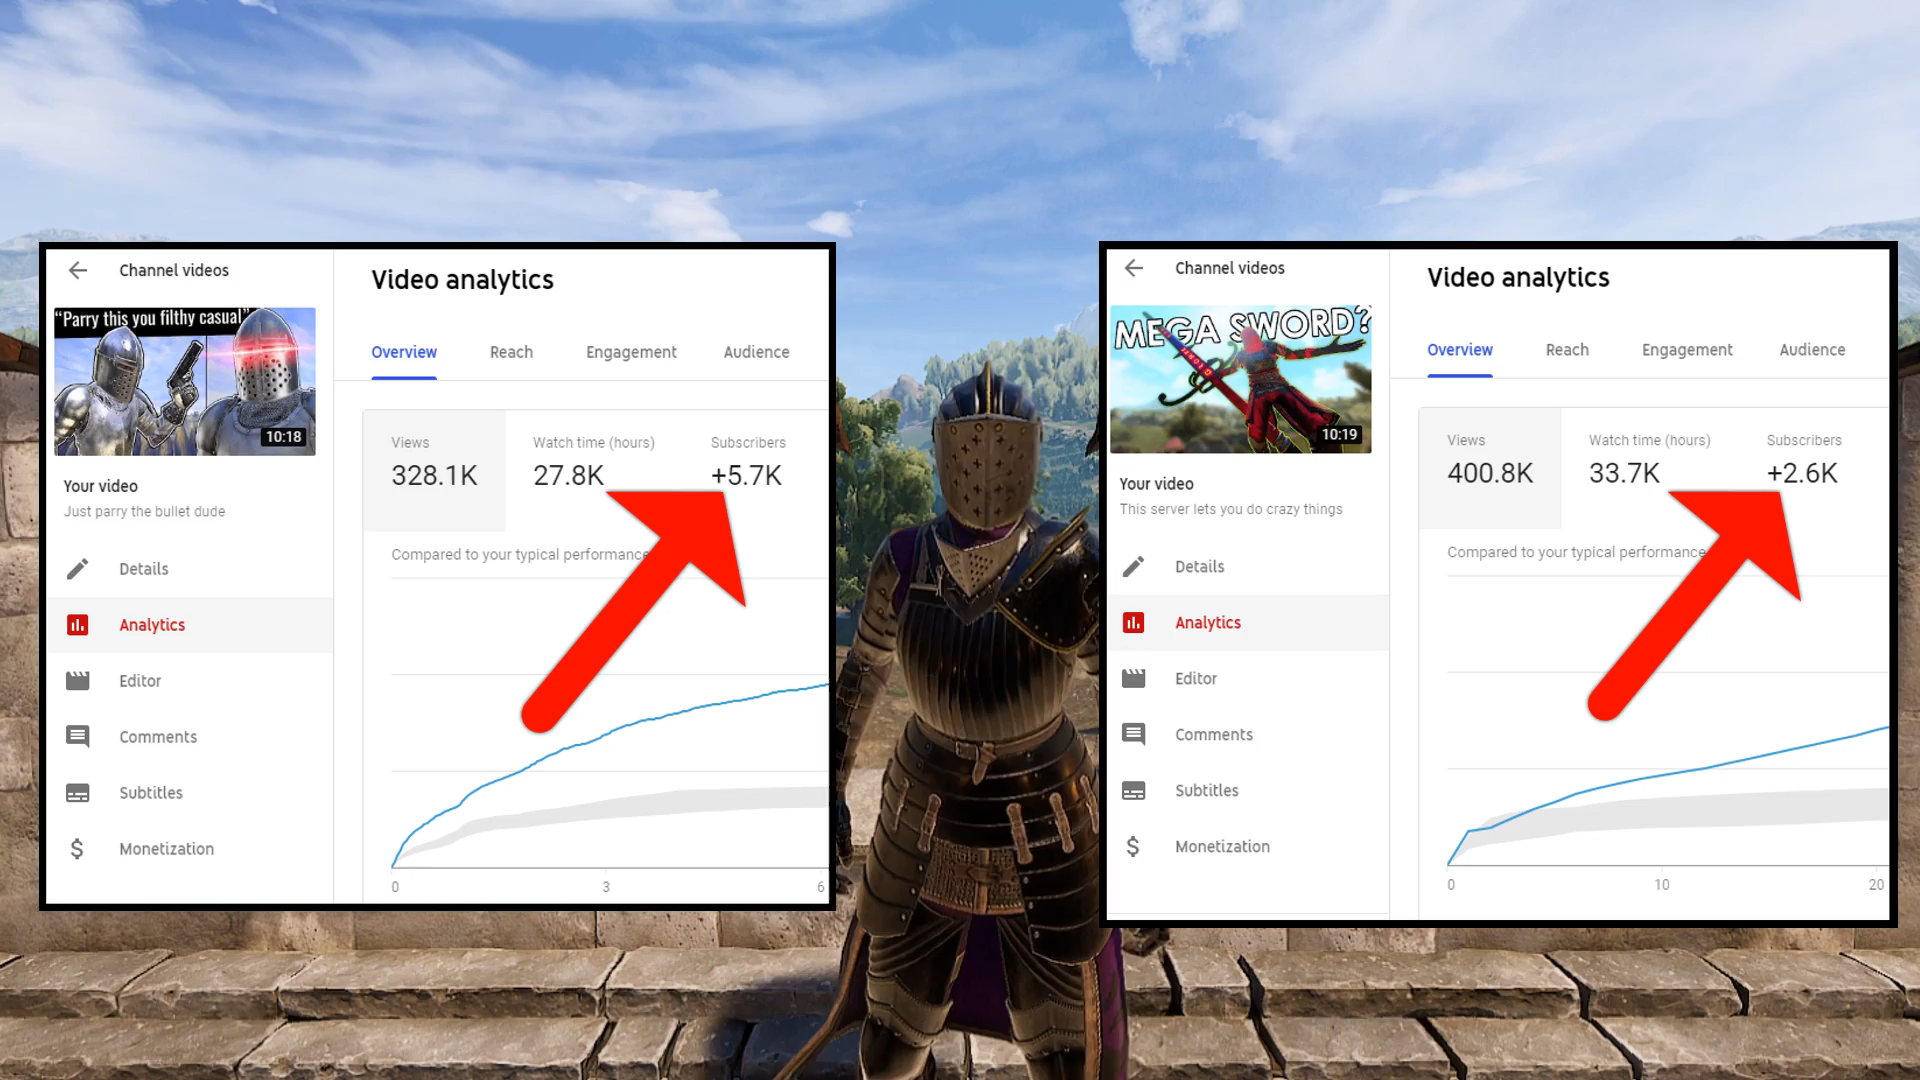 Channel videos
"Parry this you filthy casual"
10:18
Your video
Just parry the bullet dude
Details
Analytics
Editor
Comments
Subtitles
Monetization
Video analytics
Overview Reach Engagement Audience
Views Watch time (hours) Subscribers
328.1K 27.8K +5.7K
Compared to your typical performance
0 3 6
Channel videos
MEGA SWORD?
10:19
Your video
This server lets you do crazy things
Details
Analytics
Editor
Comments
Subtitles
Monetization
Video analytics
Overview Reach Engagement Audience
Views Watch time (hours) Subscribers
400.8K 33.7K +2.6K
Compared to your typical performance
0 10 20